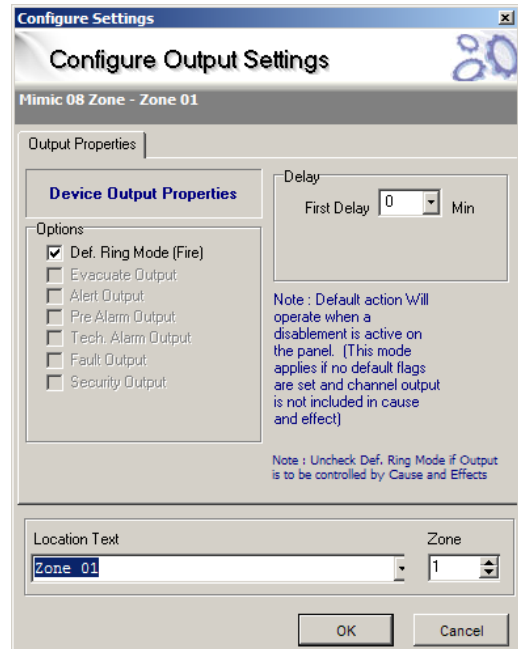 Configure Settings
Configure Output Settings
Mimic 08 Zone - Zone 01
Output Properties
Device Output Properties
Options
Def. Ring Mode (Fire)
Evacuate Output
Alert Output
Pre Alarm Output
Tech. Alarm Output
Fault Output
Security Output
Delay
First Delay 0 Min
Note : Default action Will
operate when a
disablement is active on
the panel. (This mode
applies if no default flags
are set and channel output
is not included in cause
and effect)
Note : Uncheck Def. Ring Mode if Output
is to be controlled by Cause and Effects
Location Text
Zone 01
Zone
1
OK
Cancel